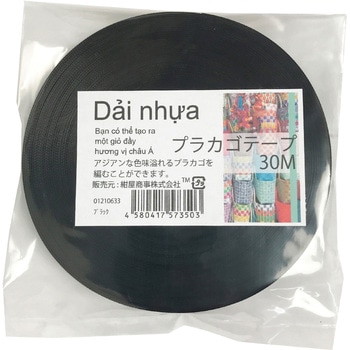 Dải nhựa
Bạn có thể tạo ra
một giỏ đầy
hương vị châu Á
プラカゴテープ
30M
アジアンな色味溢れるプラカゴを
編むことができます。
販売元:紺屋商事株式会社™
01210633
ブラック
4 580417 573503